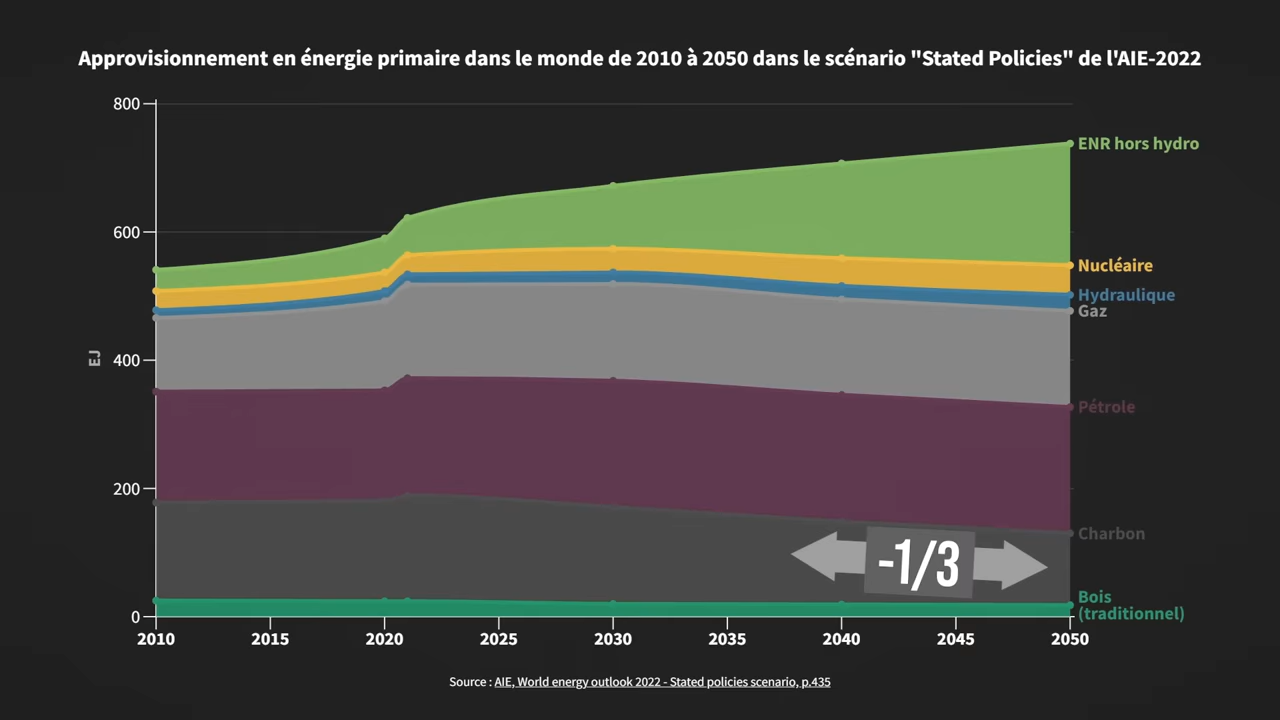 Approvisionnement en énergie primaire dans le monde de 2010 à 2050 dans le scénario "Stated Policies" de l'AIE-2022
800
600
400
200
0
EJ
ENR hors hydro
Nucléaire
Hydraulique
Gaz
Pétrole
Charbon
Bois
(traditionnel)
-1/3
2010 2015 2020 2025 2030 2035 2040 2045 2050
Source : AIE, World energy outlook 2022 - Stated policies scenario, p.435